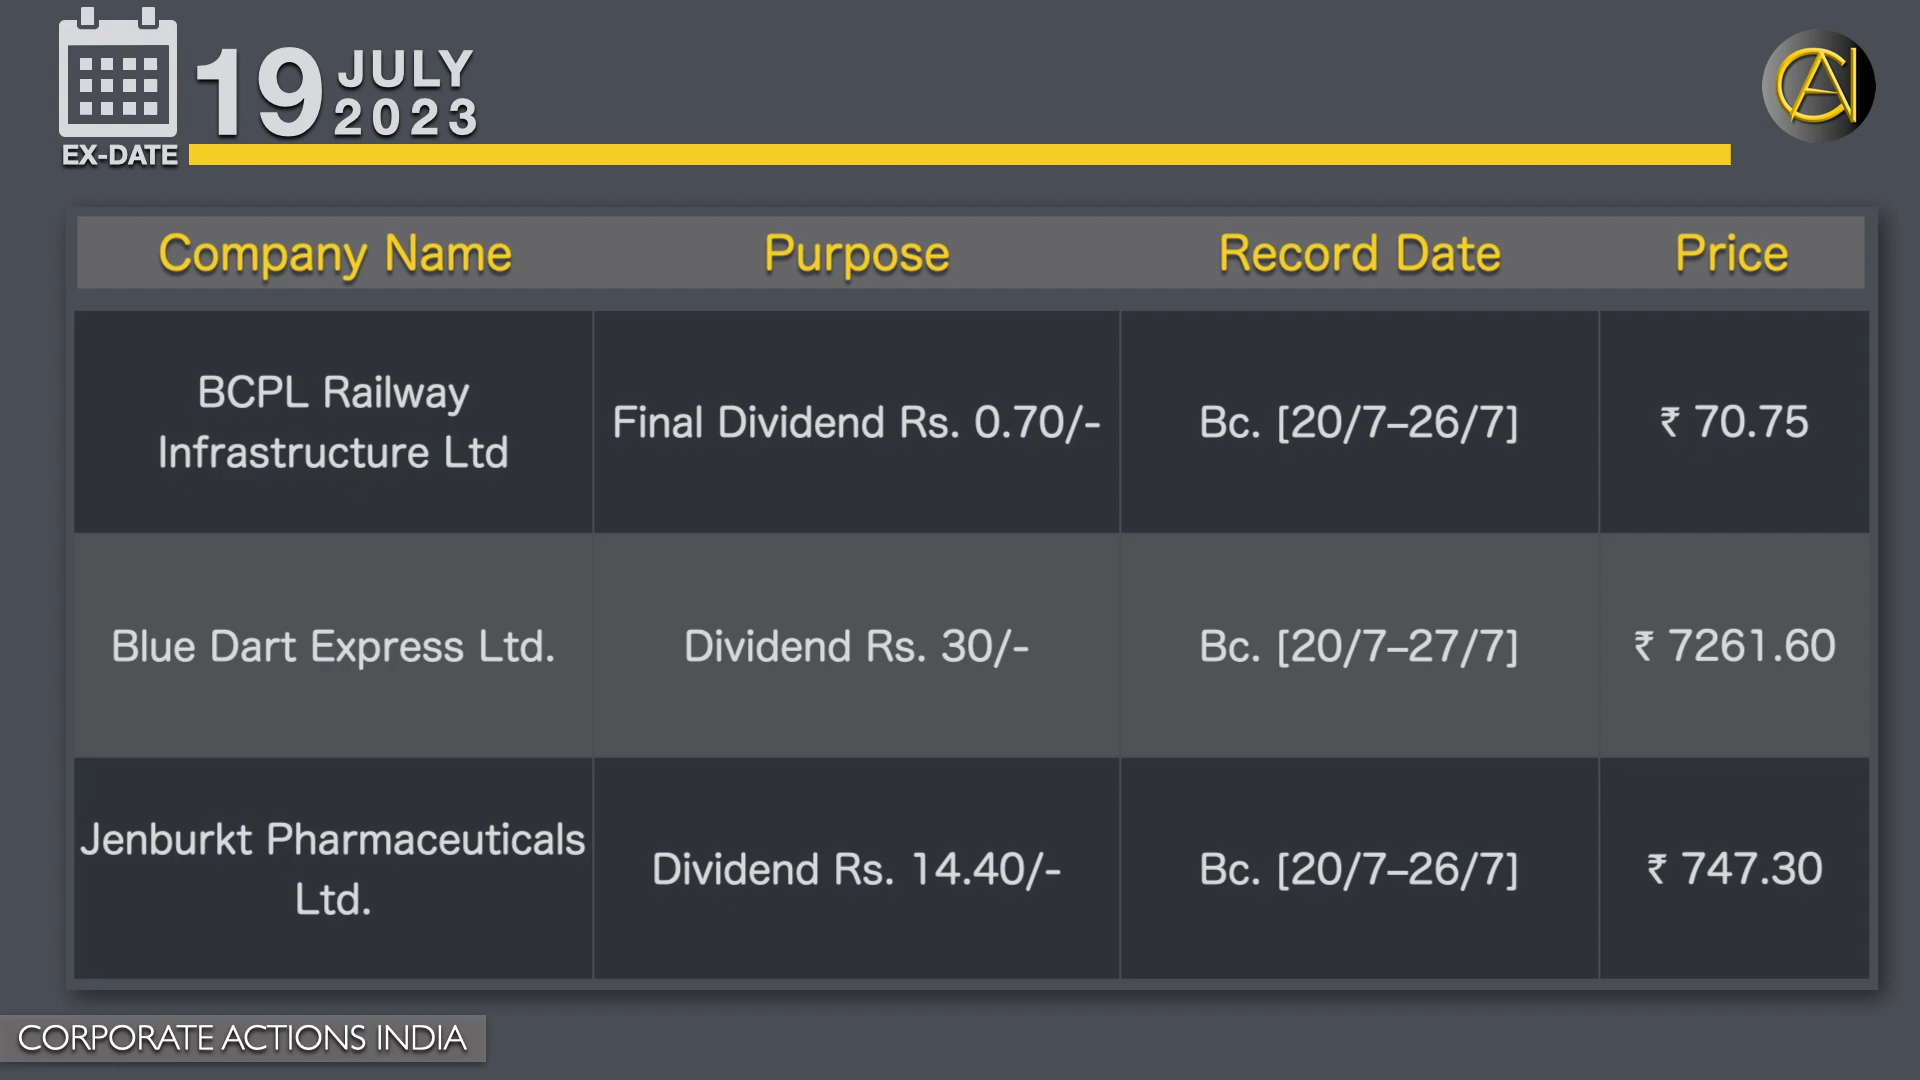 19 JULY
2023
EX-DATE
CAI
Company Name Purpose Record Date Price
BCPL Railway
Infrastructure Ltd
Final Dividend Rs. 0.70/- Bc. [20/7–26/7] ₹ 70.75
Blue Dart Express Ltd. Dividend Rs. 30/- Bc. [20/7–27/7] ₹ 7261.60
Jenburkt Pharmaceuticals
Ltd.
Dividend Rs. 14.40/- Bc. [20/7–26/7] ₹ 747.30
CORPORATE ACTIONS INDIA